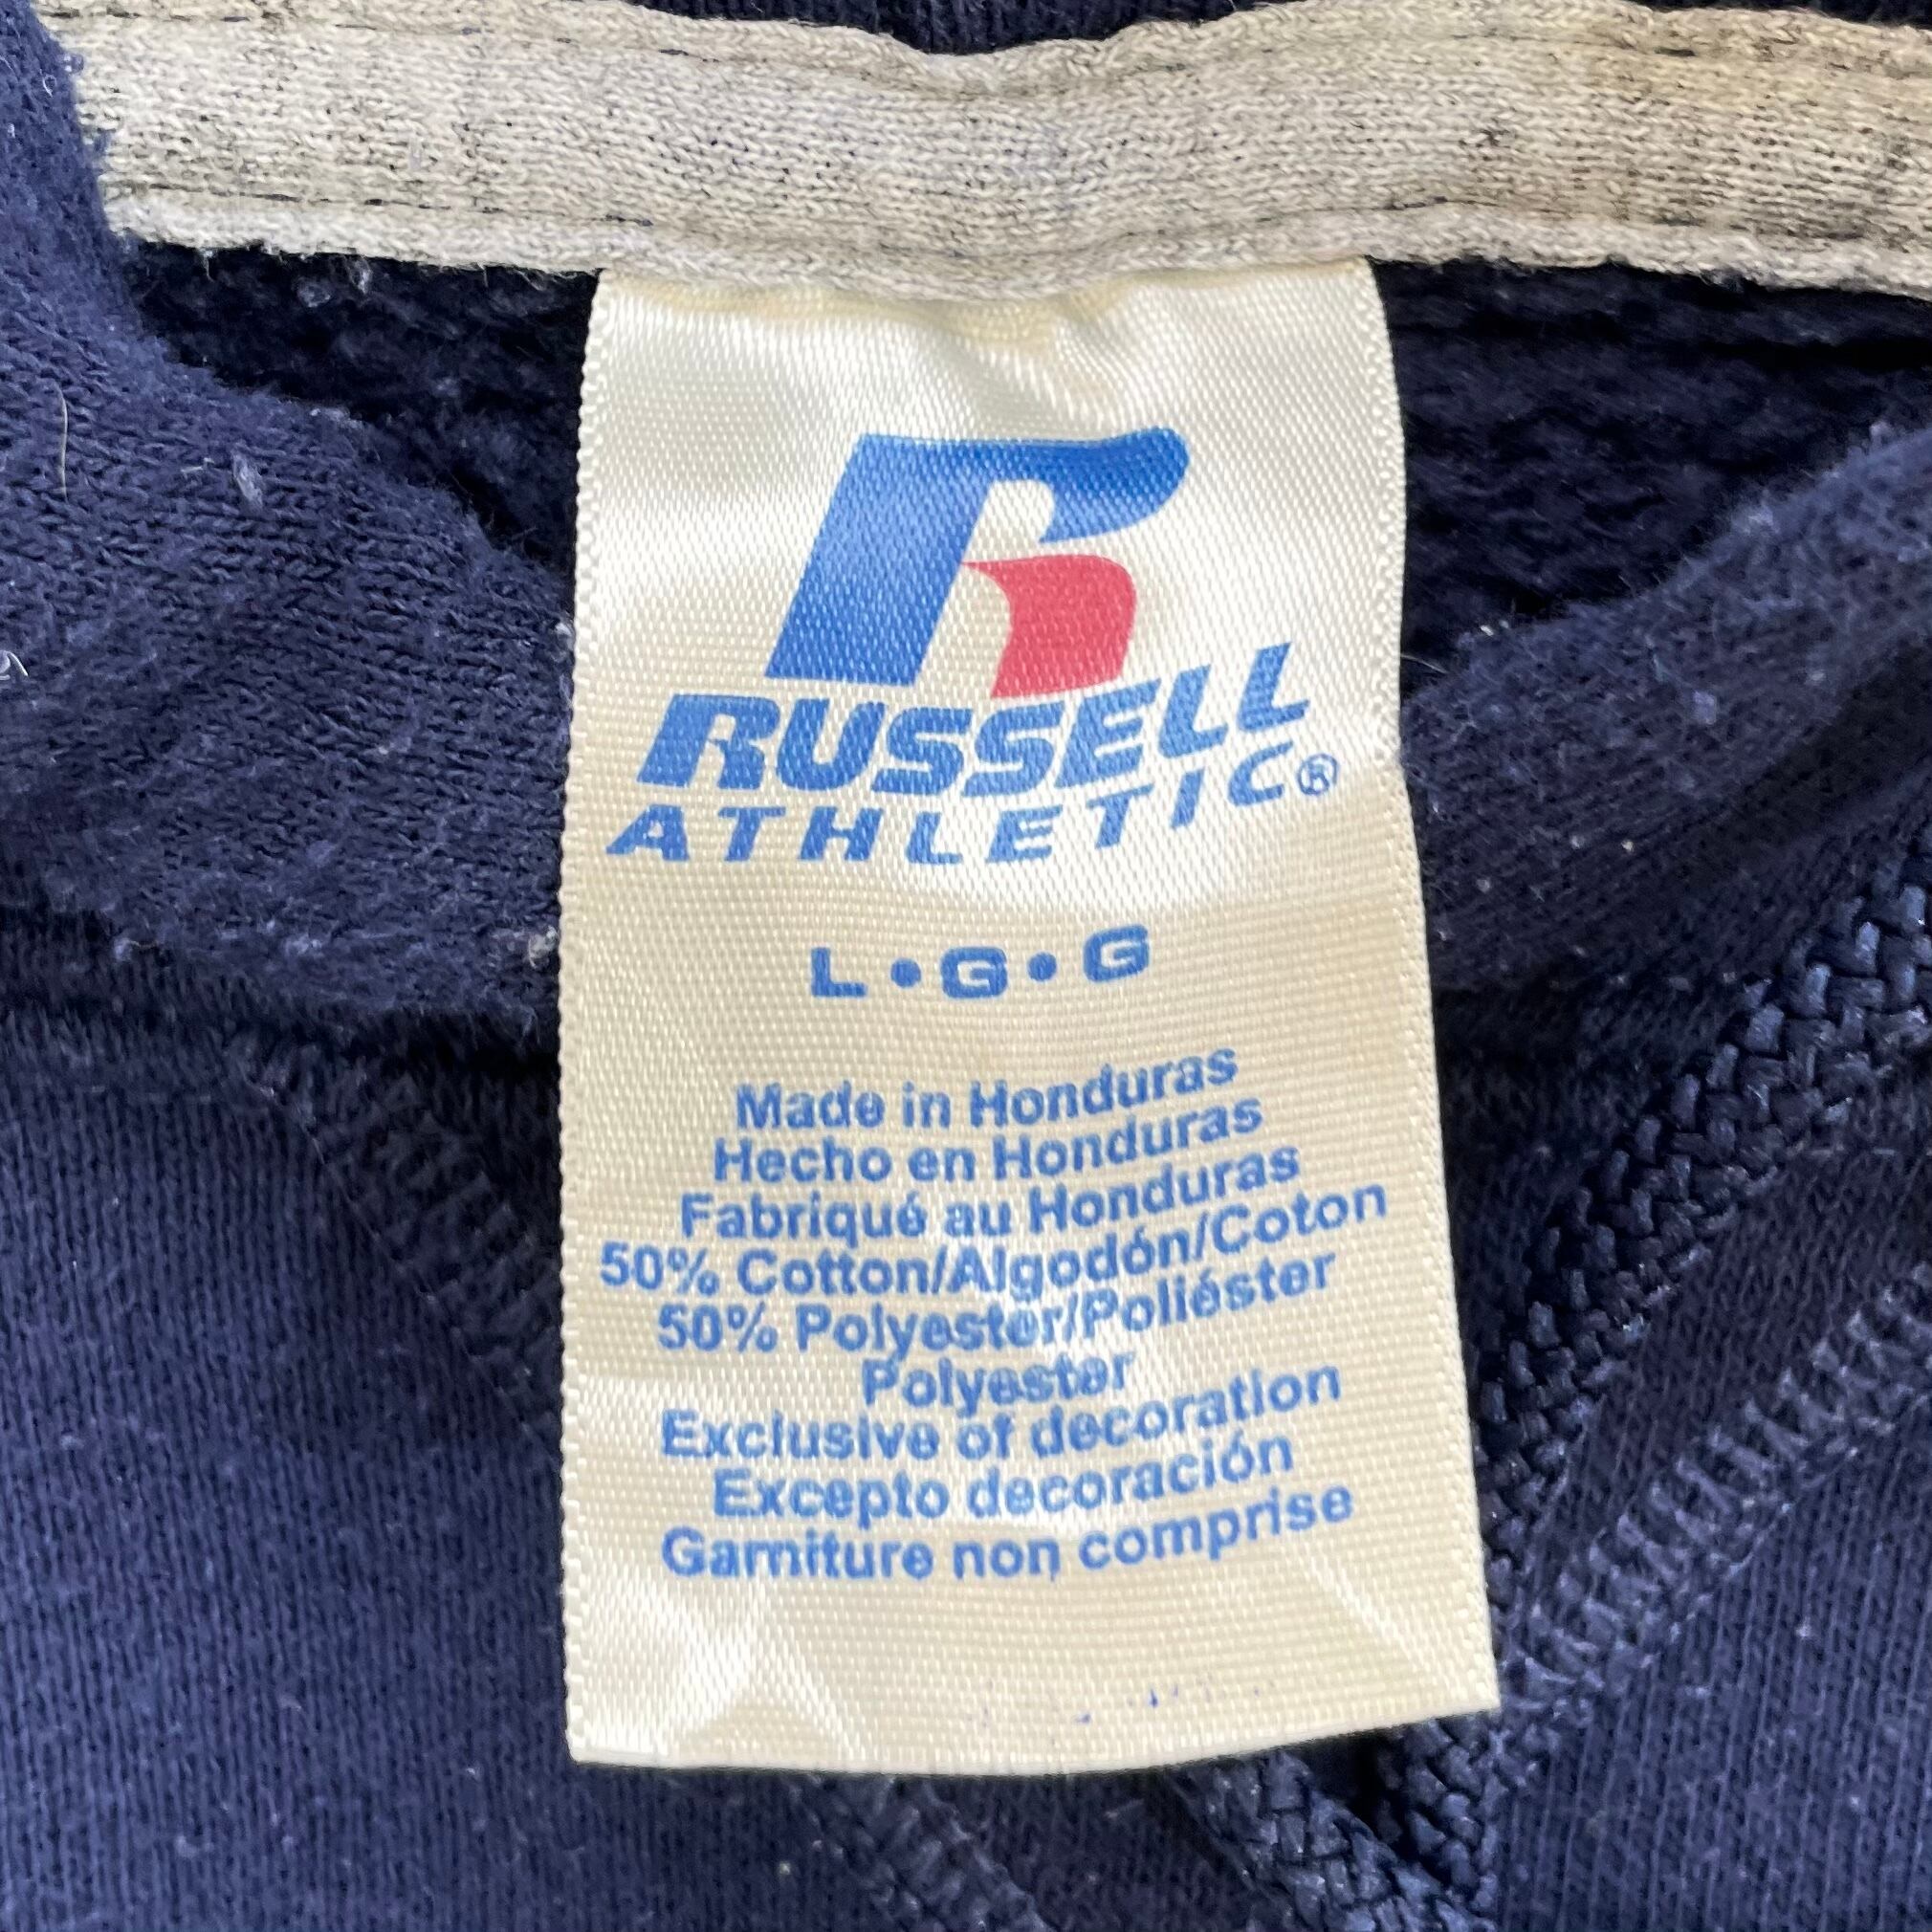 R
RUSSELL
ATHLETIC®
L•G•G
Made in Honduras
Hecho en Honduras
Fabriqué au Honduras
50% Cotton/Algodón/Coton
50% Polyester/Poliéster
Polyester
Exclusive of decoration
Excepto decoración
Garniture non comprise